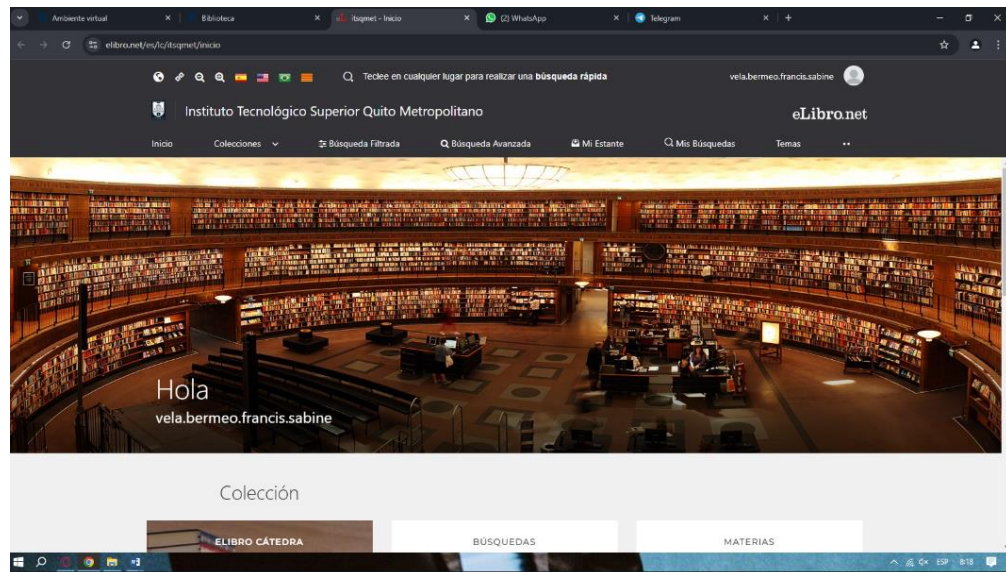 Ambiente virtual
Biblioteca
itsqmet - Inicio
(2) WhatsApp
Telegram
elibro.net/es/lc/itsqmet/inicio
Teclee en cualquier lugar para realizar una búsqueda rápida
vela.bermeo.francis.sabine
Instituto Tecnológico Superior Quito Metropolitano
eLibro.net
Inicio Colecciones Búsqueda Filtrada Búsqueda Avanzada Mi Estante Mis Búsquedas Temas
Hola
vela.bermeo.francis.sabine
Colección
ELIBRO CÁTEDRA
BÚSQUEDAS
MATERIAS
ESP 8:18